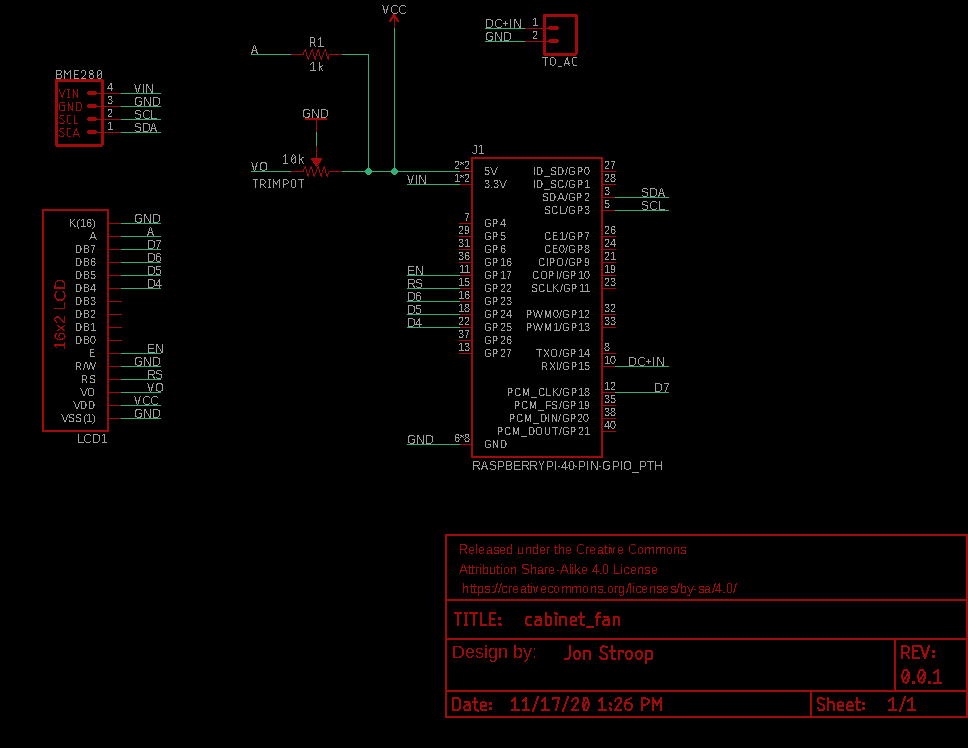 VCC
DC+IN 1
GND 2
TO_AC
A
R1
1k
BME280
VIN 4 VIN
GND 3 GND
SCL 2 SCL
SCA 1 SDA
GND
VO 10k
TRIMPOT
J1
VIN
2*2 5V
1*2 3.3V
7 GP4
29 GP5
31 GP6
36 GP16
EN 11 GP17
RS 15 GP22
D6 16 GP23
D5 18 GP24
D4 22 GP25
37 GP26
13 GP27
GND 6*8 GND
ID_SD/GP0 27
ID_SC/GP1 28
SDA/GP2 3 SDA
SCL/GP3 5 SCL
CE1/GP7 26
CE0/GP8 24
CIPO/GP9 21
COPI/GP10 19
SCLK/GP11 23
PWM0/GP12 32
PWM1/GP13 33
TXO/GP14 8
RXI/GP15 10 DC+IN
PCM_CLK/GP18 12 D7
PCM_FS/GP19 35
PCM_DIN/GP20 38
PCM_DOUT/GP21 40
RASPBERRYPI-40-PIN-GPIO_PTH
16x2 LCD
K(16) GND
A A
DB7 D7
DB6 D6
DB5 D5
DB4 D4
DB3
DB2
DB1
DB0
E EN
R/W GND
RS RS
VO VO
VDD VCC
VSS(1) GND
LCD1
Released under the Creative Commons
Attribution Share-Alike 4.0 License
https://creativecommons.org/licenses/by-sa/4.0/
TITLE: cabinet_fan
Design by: Jon Stroop
REV:
0.0.1
Date: 11/17/20 1:26 PM
Sheet: 1/1